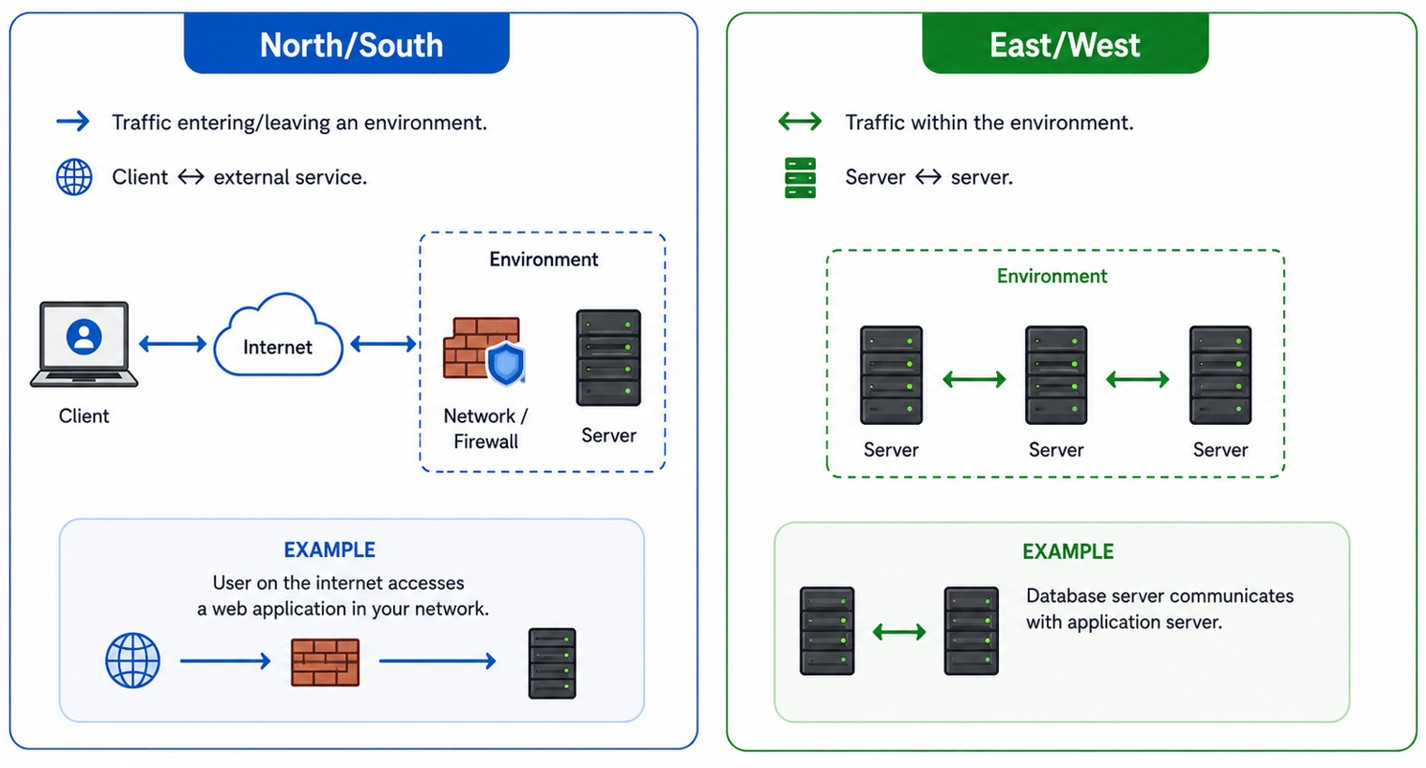 North/South
Traffic entering/leaving an environment.
Client ↔ external service.
Environment
Internet
Client
Network /
Firewall
Server
EXAMPLE
User on the internet accesses
a web application in your network.
East/West
Traffic within the environment.
Server ↔ server.
Environment
Server
Server
Server
EXAMPLE
Database server communicates
with application server.